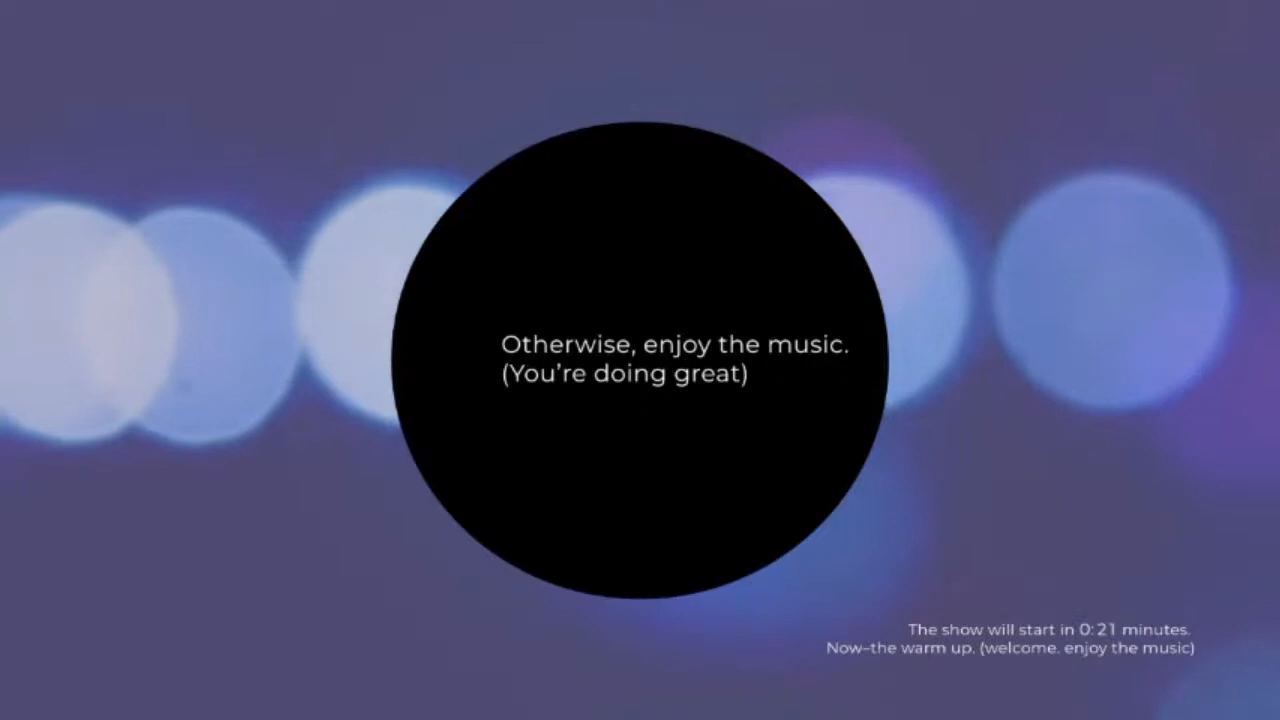 Otherwise, enjoy the music.
(You're doing great)
The show will start in 0:21 minutes.
Now–the warm up. (welcome. enjoy the music)